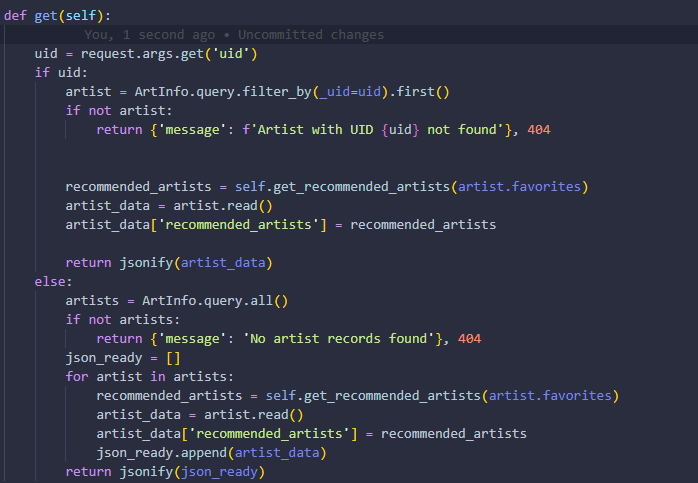 def get(self):
You, 1 second ago • Uncommitted changes
uid = request.args.get('uid')
if uid:
artist = ArtInfo.query.filter_by(_uid=uid).first()
if not artist:
return {'message': f'Artist with UID {uid} not found'}, 404
recommended_artists = self.get_recommended_artists(artist.favorites)
artist_data = artist.read()
artist_data['recommended_artists'] = recommended_artists
return jsonify(artist_data)
else:
artists = ArtInfo.query.all()
if not artists:
return {'message': 'No artist records found'}, 404
json_ready = []
for artist in artists:
recommended_artists = self.get_recommended_artists(artist.favorites)
artist_data = artist.read()
artist_data['recommended_artists'] = recommended_artists
json_ready.append(artist_data)
return jsonify(json_ready)